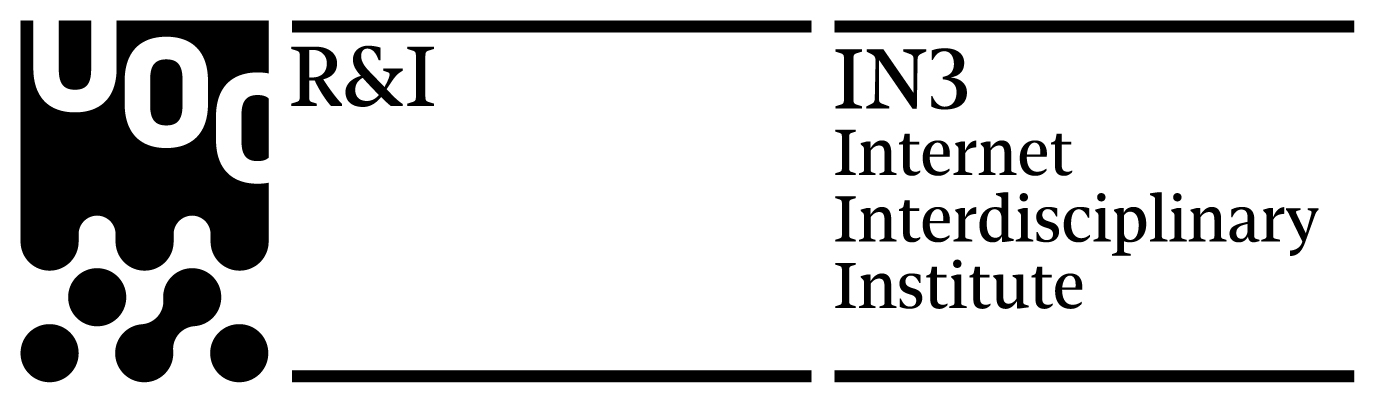 UOC
R&I
IN3
Internet
Interdisciplinary
Institute